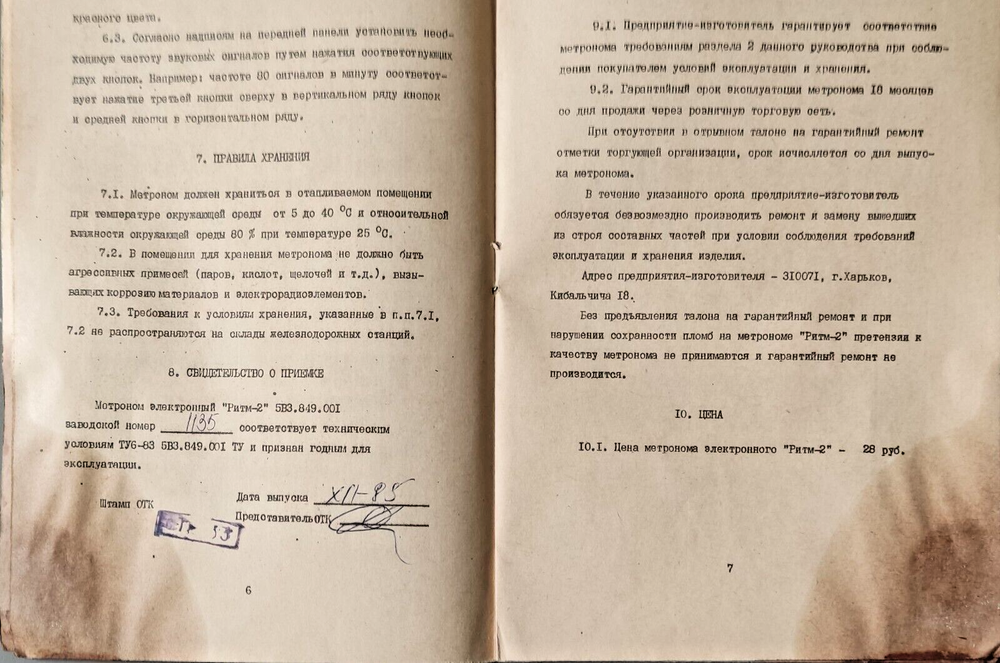 красного цвета.
6.3. Согласно надписям на передней панели установить необ-
ходимую частоту звуковых сигналов путем нажатия соответствующих
двух кнопок. Например: частоте 80 сигналов в минуту соответст-
вует нажатие третьей кнопки сверху в вертикальном ряду кнопок
и средней кнопки в горизонтальном ряду.
7. ПРАВИЛА ХРАНЕНИЯ
7.1. Метроном должен храниться в отапливаемом помещении
при температуре окружающей среды от 5 до 40 °С и относительной
влажности окружающей среды 80 % при температуре 25 °С.
7.2. В помещении для хранения метронома не должно быть
агрессивных примесей (паров, кислот, щелочей и т.д.), вызы-
вающих коррозию материалов и электрорадиоэлементов.
7.3. Требования к условиям хранения, указанные в п.п.7.1,
7.2 не распространяются на склады железнодорожных станций.
8. СВИДЕТЕЛЬСТВО О ПРИЕМКЕ
Метроном электронный "Ритм-2" 5В3.849.001
заводской номер 1135 соответствует техническим
условиям ТУ6-83 5В3.849.001 ТУ и признан годным для
эксплуатации.
Штамп ОТК
Дата выпуска XII-85
Представитель ОТК
33
6
9.1. Предприятие-изготовитель гарантирует соответствие
метронома требованиям раздела 2 данного руководства при соблю-
дении покупателем условий эксплуатации и хранения.
9.2. Гарантийный срок эксплуатации метронома 18 месяцев
со дня продажи через розничную торговую сеть.
При отсутствии в отрывном талоне на гарантийный ремонт
отметки торгующей организации, срок исчисляется со дня выпус-
ка метронома.
В течение указанного срока предприятие-изготовитель
обязуется безвозмездно производить ремонт и замену вышедших
из строя составных частей при условии соблюдения требований
эксплуатации и хранения изделия.
Адрес предприятия-изготовителя - 310071, г.Харьков,
Кибальчича 18.
Без предъявления талона на гарантийный ремонт и при
нарушении сохранности пломб на метрономе "Ритм-2" претензии к
качеству метронома не принимаются и гарантийный ремонт не
производится.
10. ЦЕНА
10.1. Цена метронома электронного "Ритм-2" - 28 руб.
7